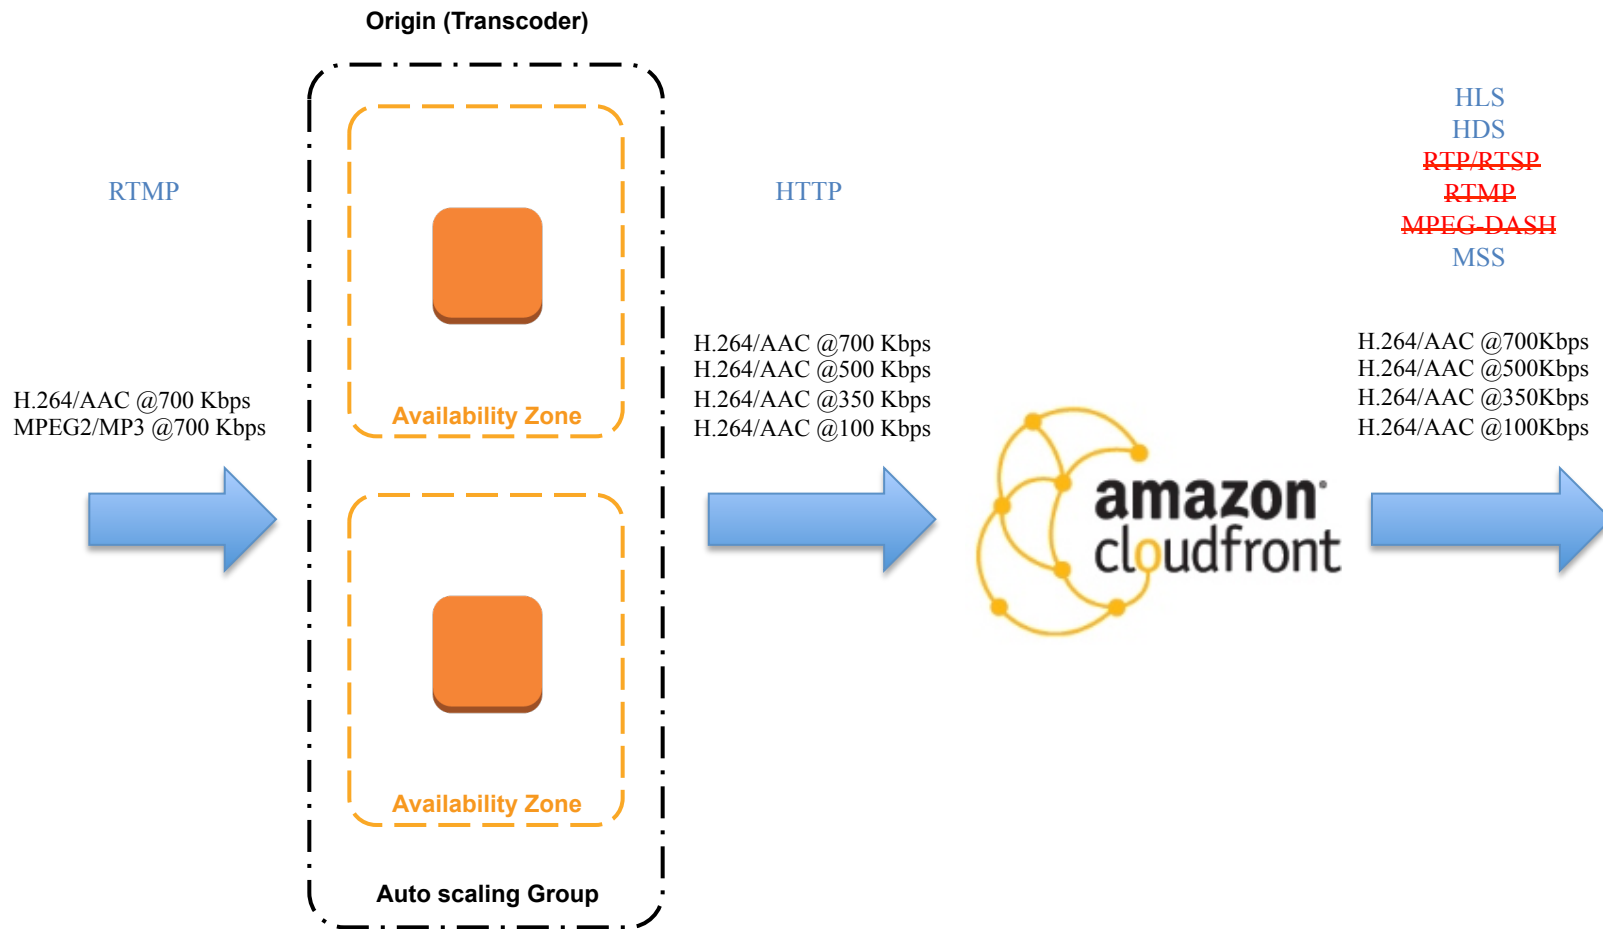 Origin (Transcoder)
RTMP
H.264/AAC @700 Kbps
MPEG2/MP3 @700 Kbps
Availability Zone
Availability Zone
Auto scaling Group
HTTP
H.264/AAC @700 Kbps
H.264/AAC @500 Kbps
H.264/AAC @350 Kbps
H.264/AAC @100 Kbps
amazon
cloudfront
HLS
HDS
RTP/RTSP
RTMP
MPEG-DASH
MSS
H.264/AAC @700Kbps
H.264/AAC @500Kbps
H.264/AAC @350Kbps
H.264/AAC @100Kbps